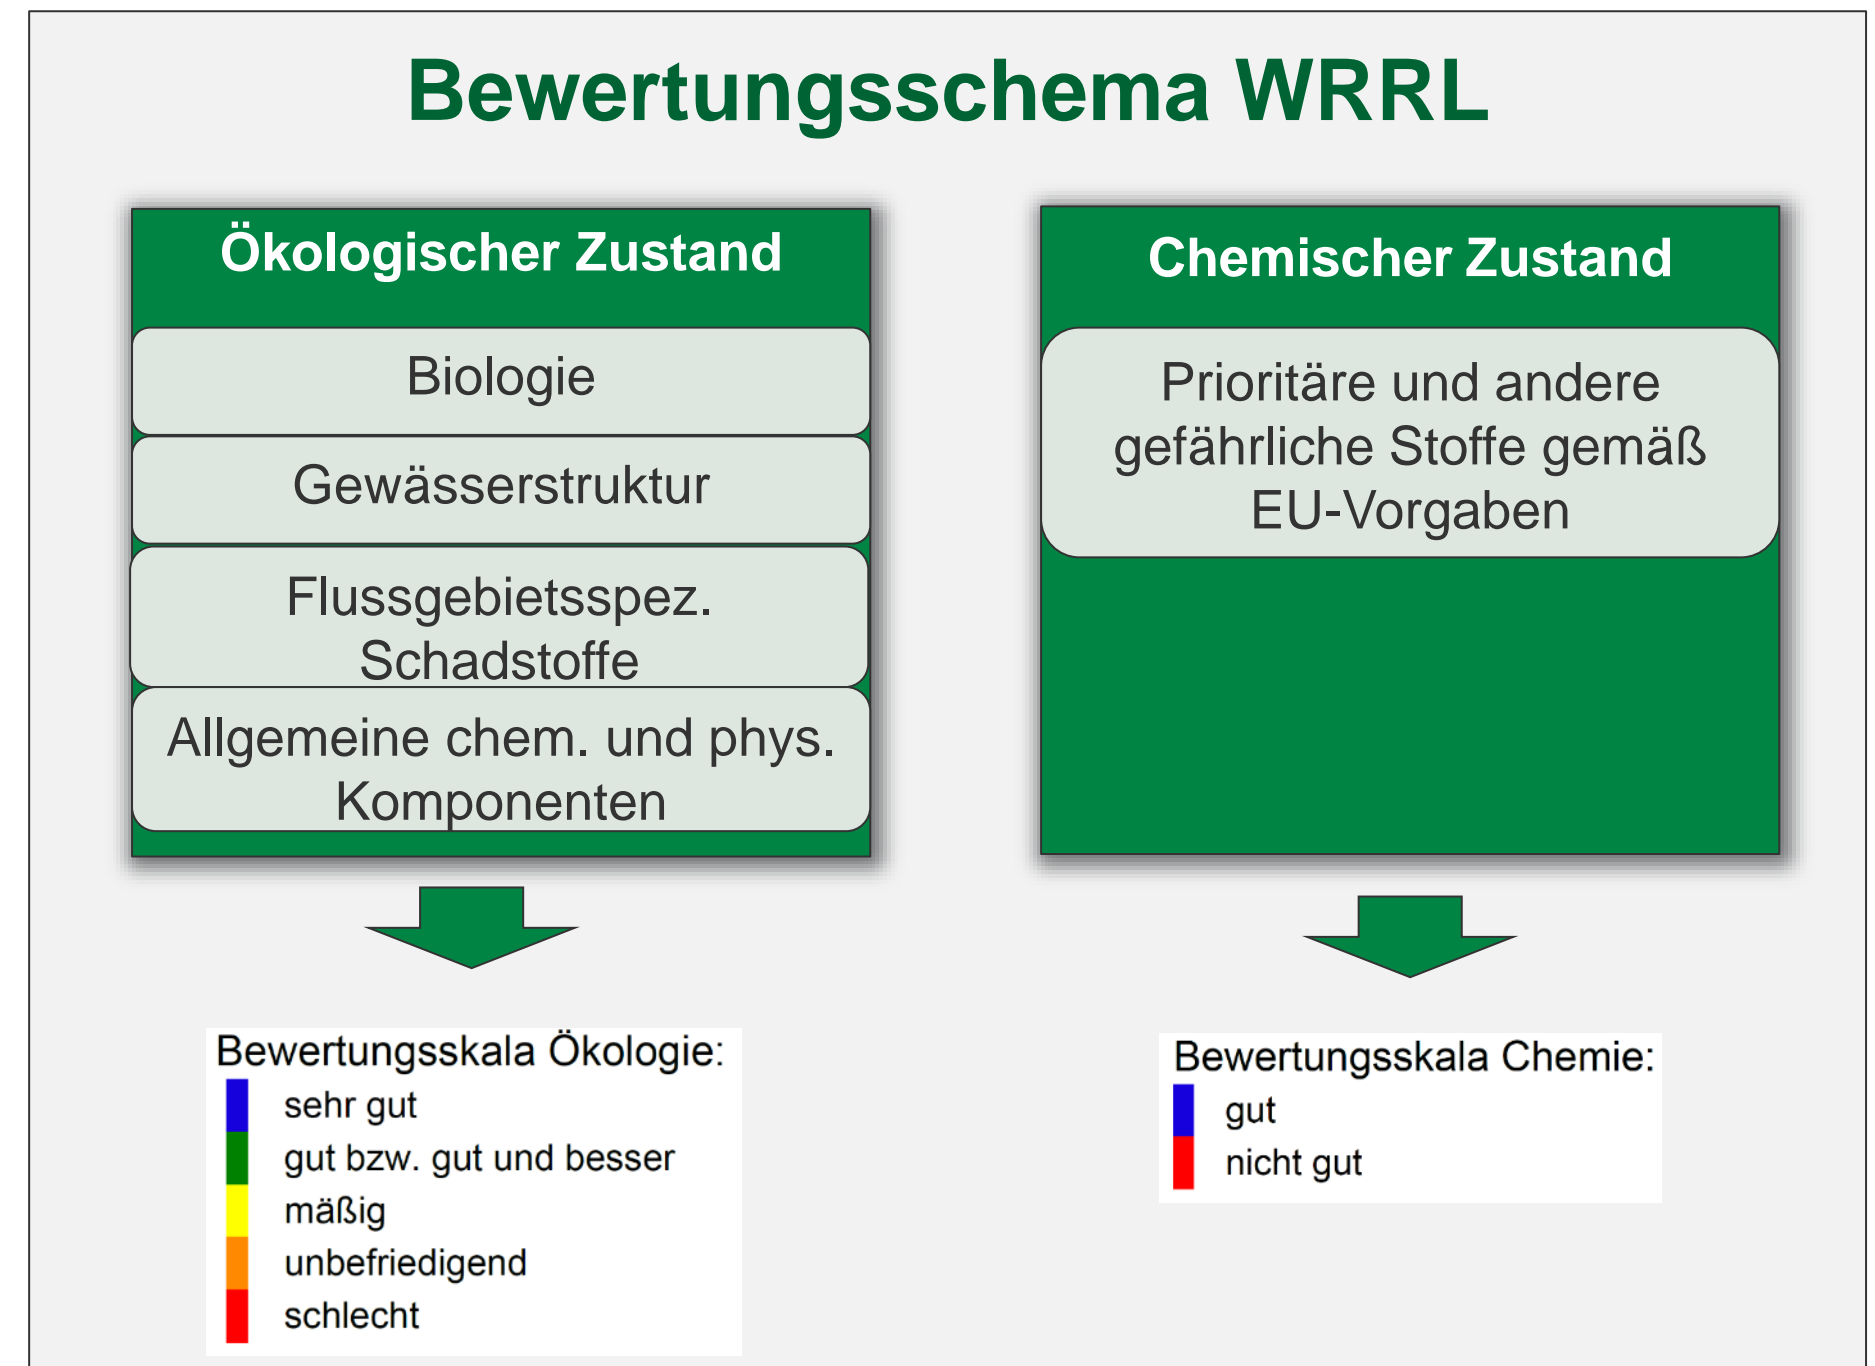 Bewertungsschema WRRL
Ökologischer Zustand
Biologie
Gewässerstruktur
Flussgebietsspez.
Schadstoffe
Allgemeine chem. und phys.
Komponenten
Chemischer Zustand
Prioritäre und andere
gefährliche Stoffe gemäß
EU-Vorgaben
Bewertungsskala Ökologie:
sehr gut
gut bzw. gut und besser
mäßig
unbefriedigend
schlecht
Bewertungsskala Chemie:
gut
nicht gut